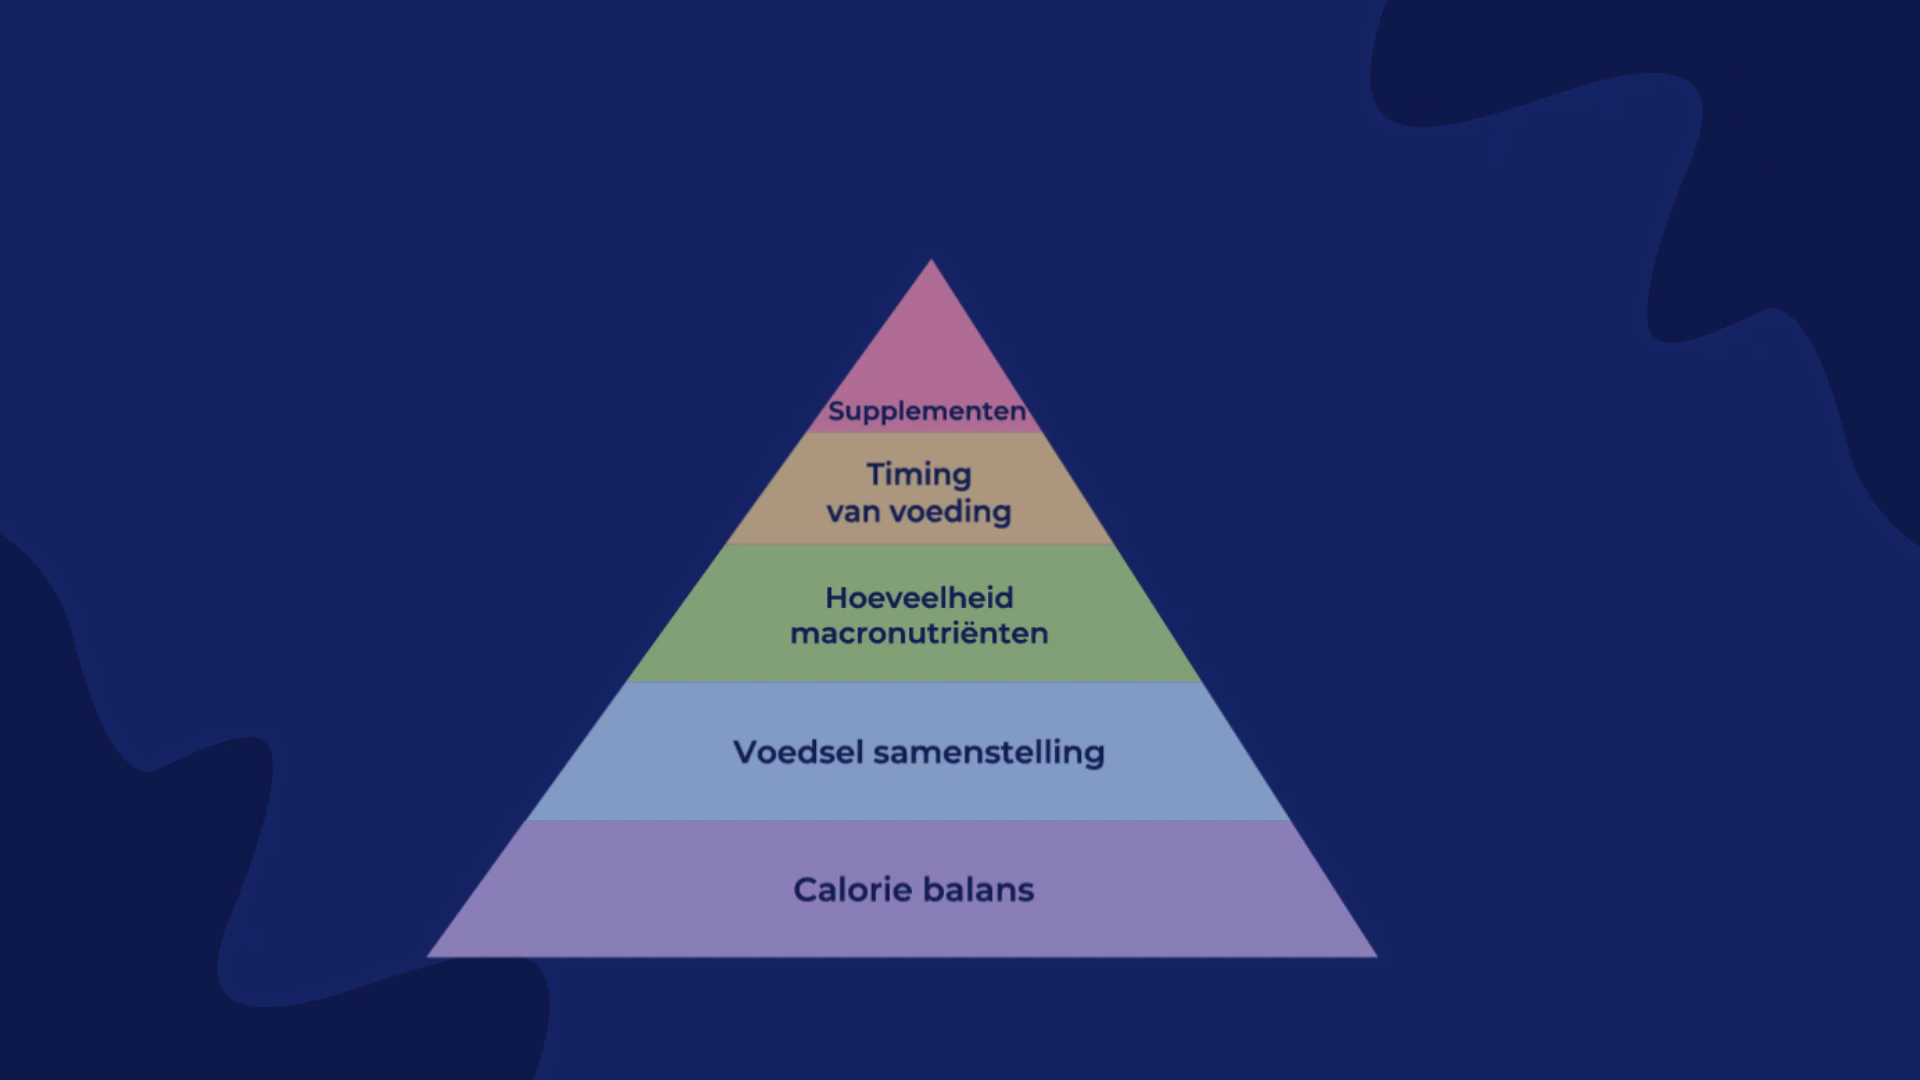 Supplementen
Timing
van voeding
Hoeveelheid
macronutriënten
Voedsel samenstelling
Calorie balans